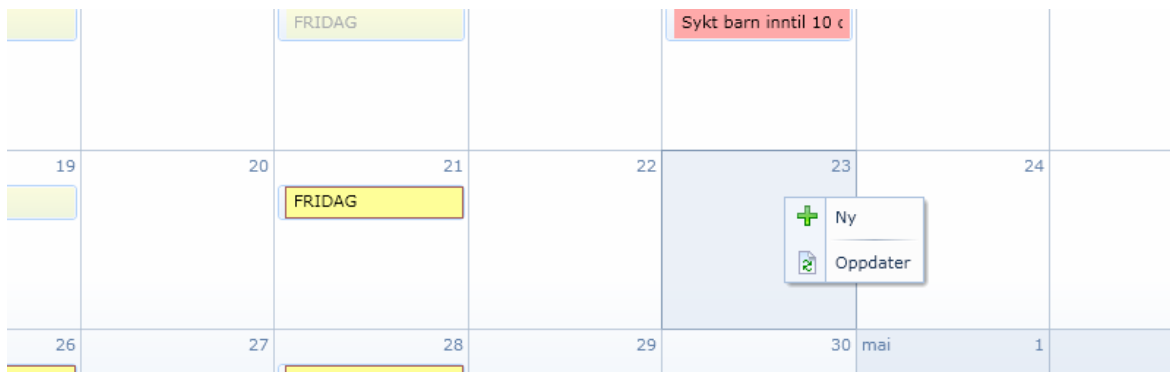 FRIDAG
Sykt barn inntil 10 d
19 20 21 22 23 24
FRIDAG
Ny
Oppdater
26 27 28 29 30 mai 1